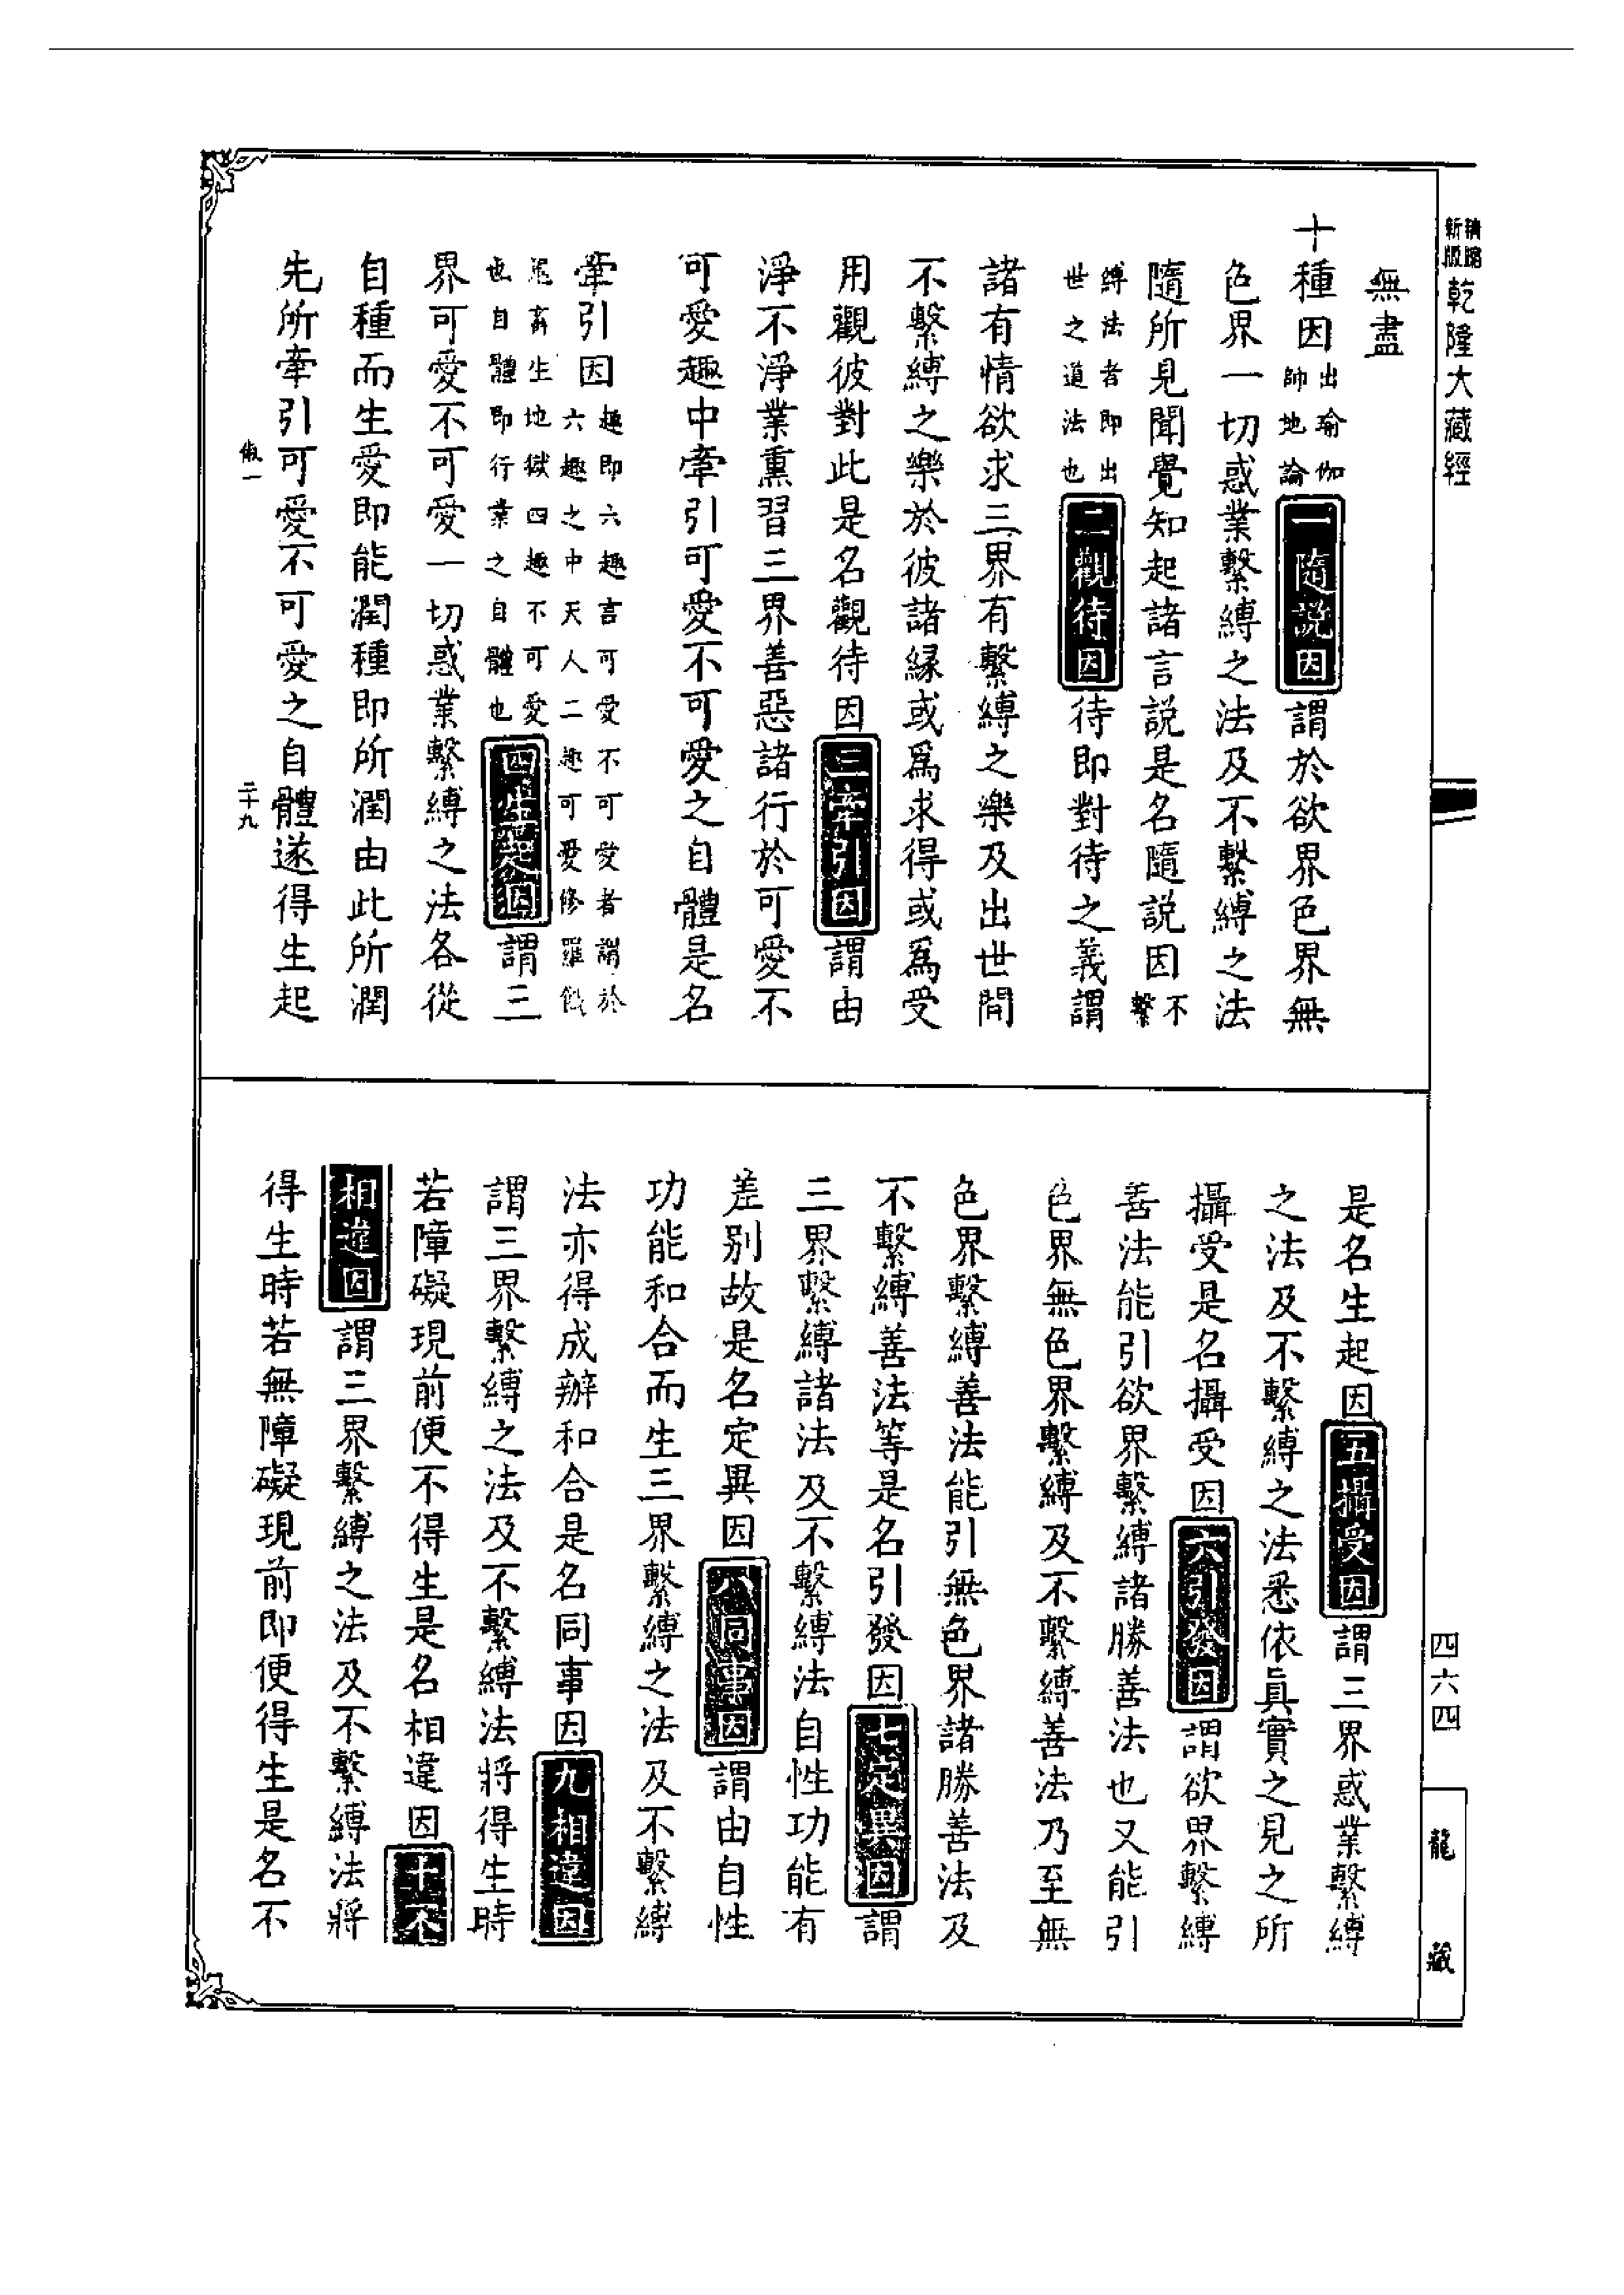 精縮新版乾隆大藏經
無盡
十種因出瑜伽師地論一隨說因謂於欲界色界無
色界一切惑業繫縛之法及不繫縛之法
隨所見聞覺知起諸言說是名隨說因不繫
縛法者即出世之道法也二觀待因待即對待之義謂
諸有情欲求三界有繫縛之樂及出世間
不繫縛之樂於彼諸緣或爲求得或爲受
用觀彼對此是名觀待因三牽引因謂由
淨不淨業熏習三界善惡諸行於可愛不
可愛趣中牽引可愛不可愛之自體是名
牽引因趣即六趣言可愛不可愛者謂於六趣之中天人二趣可愛修羅餓
鬼畜生地獄四趣不可愛也自體即行業之自體也四生起因謂三
界可愛不可愛一切惑業繫縛之法各從
自種而生愛即能潤種即所潤由此所潤
先所牽引可愛不可愛之自體遂得生起
二十九
是名生起因五攝受因謂三界惑業繫縛
之法及不繫縛之法悉依眞實之見之所
攝受是名攝受因六引發因謂欲界繫縛
善法能引欲界繫縛諸勝善法也又能引
色界無色界繫縛及不繫縛善法乃至無
色界繫縛善法能引無色界諸勝善法及
不繫縛善法等是名引發因七定異因謂
三界繫縛諸法及不繫縛法自性功能有
差別故是名定異因八同事因謂由自性
功能和合而生三界繫縛之法及不繫縛
法亦得成辦和合是名同事因九相違因
謂三界繫縛之法及不繫縛法將得生時
若障礙現前便不得生是名相違因十不
相違因謂三界繫縛之法及不繫縛法將
得生時若無障礙現前即便得生是名不
四六四
龍藏